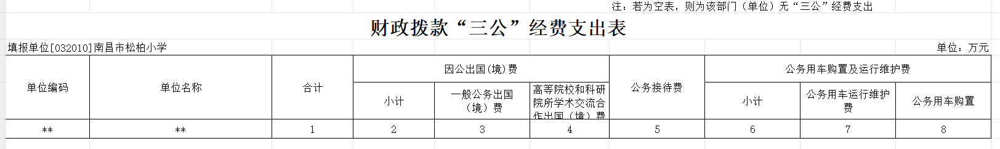 注：若为空表，则为该部门（单位）无“三公”经费支出
财政拨款“三公”经费支出表
填报单位[032010]南昌市松柏小学 单位：万元
单位编码 单位名称 合计 因公出国(境)费 公务接待费 公务用车购置及运行维护费
小计 一般公务出国（境）费 高等院校和科研院所学术交流合作出国（境）费 小计 公务用车运行维护费 公务用车购置
** ** 1 2 3 4 5 6 7 8